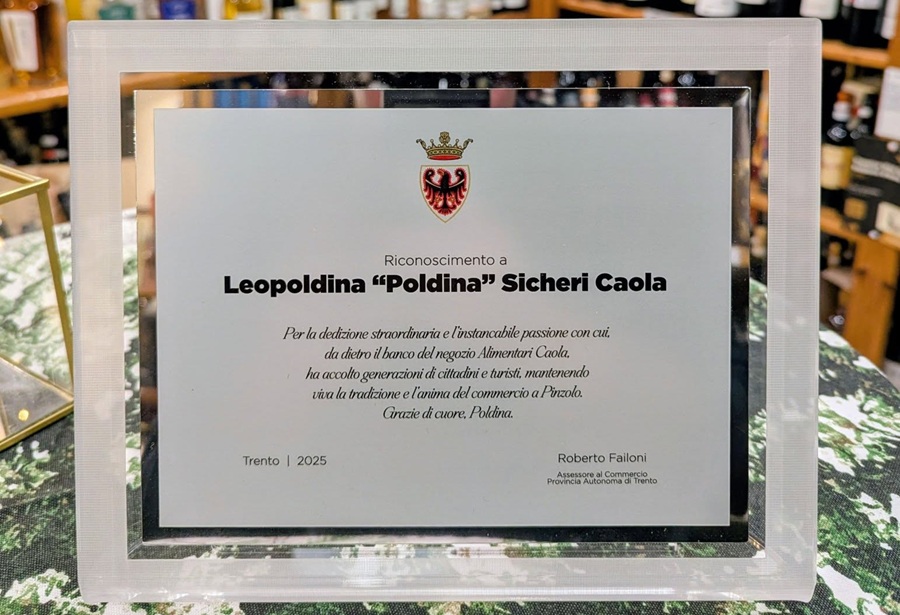 Riconoscimento a
Leopoldina “Poldina” Sicheri Caola
Per la dedizione straordinaria e l'instancabile passione con cui,
da dietro il banco del negozio Alimentari Caola,
ha accolto generazioni di cittadini e turisti, mantenendo
viva la tradizione e l'anima del commercio a Pinzolo.
Grazie di cuore, Poldina.
Trento | 2025
Roberto Failoni
Assessore al Commercio
Provincia Autonoma di Trento